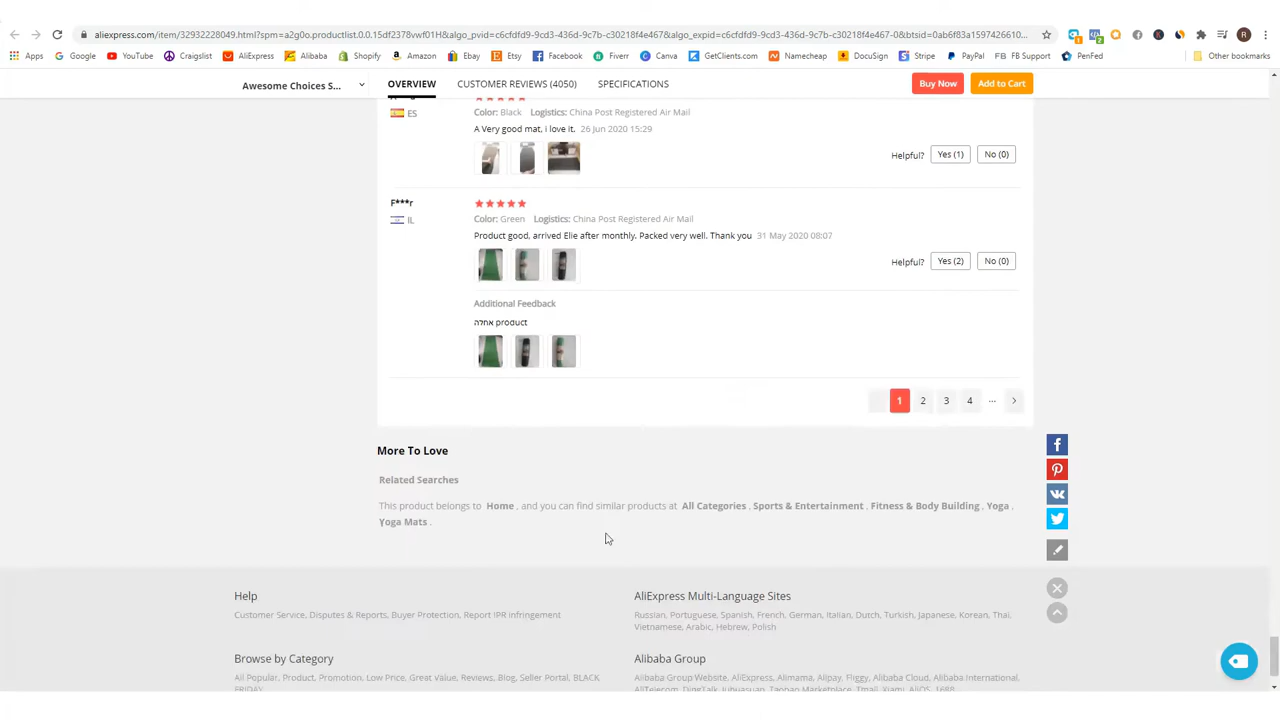 aliexpress.com/item/32932228049.html?spm=a2g0o.productlist.0.0.15df2378vwf01H&algo_pvid=c6cfdfd9-9cd3-436d-9c7b-c30218f4e467&algo_expid=c6cfdfd9-9cd3-436d-9c7b-c30218f4e467-0&btsid=0ab6f83a1597426610...
Apps Google YouTube Craigslist AliExpress Alibaba Shopify Amazon Ebay Etsy Facebook Fiverr Canva GetClients.com Namecheap DocuSign Stripe PayPal FB FB Support PenFed Other bookmarks
Awesome Choices S... OVERVIEW CUSTOMER REVIEWS (4050) SPECIFICATIONS Buy Now Add to Cart
ES Color: Black Logistics: China Post Registered Air Mail
A Very good mat, i love it. 26 Jun 2020 15:29
Helpful? Yes (1) No (0)
F***r
IL Color: Green Logistics: China Post Registered Air Mail
Product good, arrived Elie after monthly. Packed very well. Thank you 31 May 2020 08:07
Helpful? Yes (2) No (0)
Additional Feedback
אחלה product
1 2 3 4 ...
More To Love
Related Searches
This product belongs to Home , and you can find similar products at All Categories , Sports & Entertainment , Fitness & Body Building , Yoga ,
Yoga Mats .
Help
Customer Service, Disputes & Reports, Buyer Protection, Report IPR infringement
AliExpress Multi-Language Sites
Russian, Portuguese, Spanish, French, German, Italian, Dutch, Turkish, Japanese, Korean, Thai,
Vietnamese, Arabic, Hebrew, Polish
Browse by Category
All Popular, Product, Promotion, Low Price, Great Value, Reviews, Blog, Seller Portal, BLACK
FRIDAY
Alibaba Group
Alibaba Group Website, AliExpress, Alimama, Alipay, Fliggy, Alibaba Cloud, Alibaba International,
AliTelecom, DingTalk, Juhuasuan, Taobao Marketplace, Tmall, Xiami, AliOS, 1688